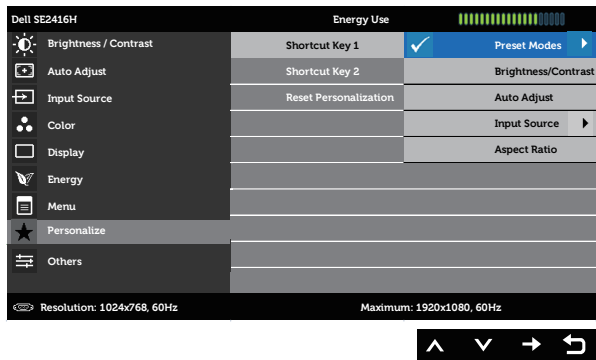 Dell SE2416H Energy Use
Brightness / Contrast
Auto Adjust
Input Source
Color
Display
Energy
Menu
Personalize
Others
Shortcut Key 1
Shortcut Key 2
Reset Personalization
Preset Modes
Brightness/Contrast
Auto Adjust
Input Source
Aspect Ratio
Resolution: 1024x768, 60Hz Maximum: 1920x1080, 60Hz